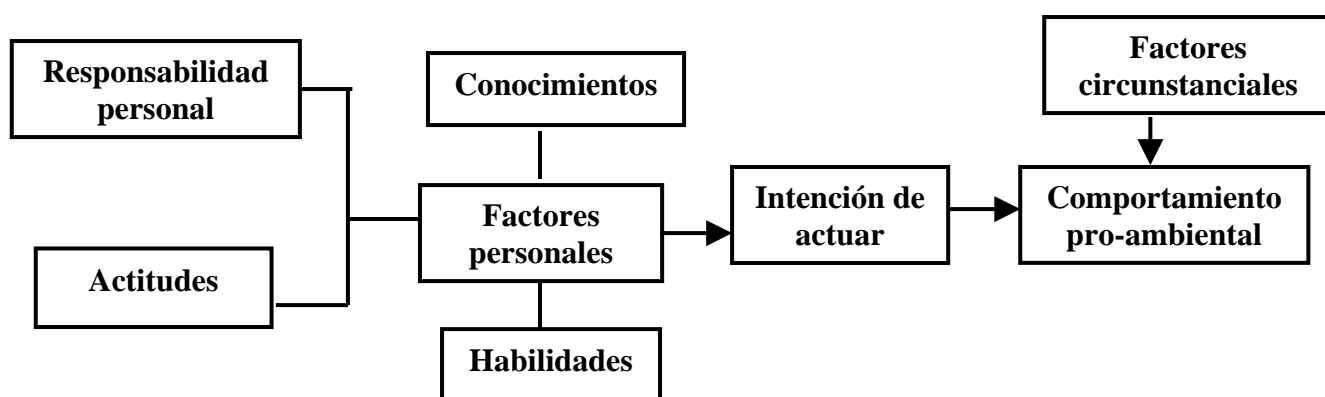 Responsabilidad
personal
Conocimientos
Factores
circunstanciales
Actitudes
Factores
personales
Intención de
actuar
Comportamiento
pro-ambiental
Habilidades